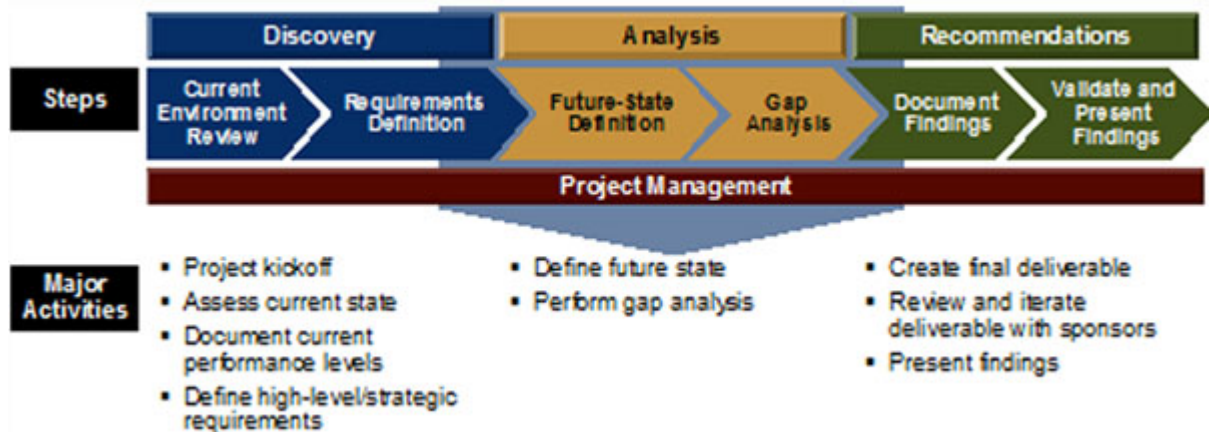 Discovery
Analysis
Recommendations
Steps
Current
Environment
Review
Requirements
Definition
Future-State
Definition
Gap
Analysis
Document
Findings
Validate and
Present
Findings
Project Management
Major
Activities
▪ Project kickoff
▪ Assess current state
▪ Document current
performance levels
▪ Define high-level/strategic
requirements
▪ Define future state
▪ Perform gap analysis
▪ Create final deliverable
▪ Review and iterate
deliverable with sponsors
▪ Present findings